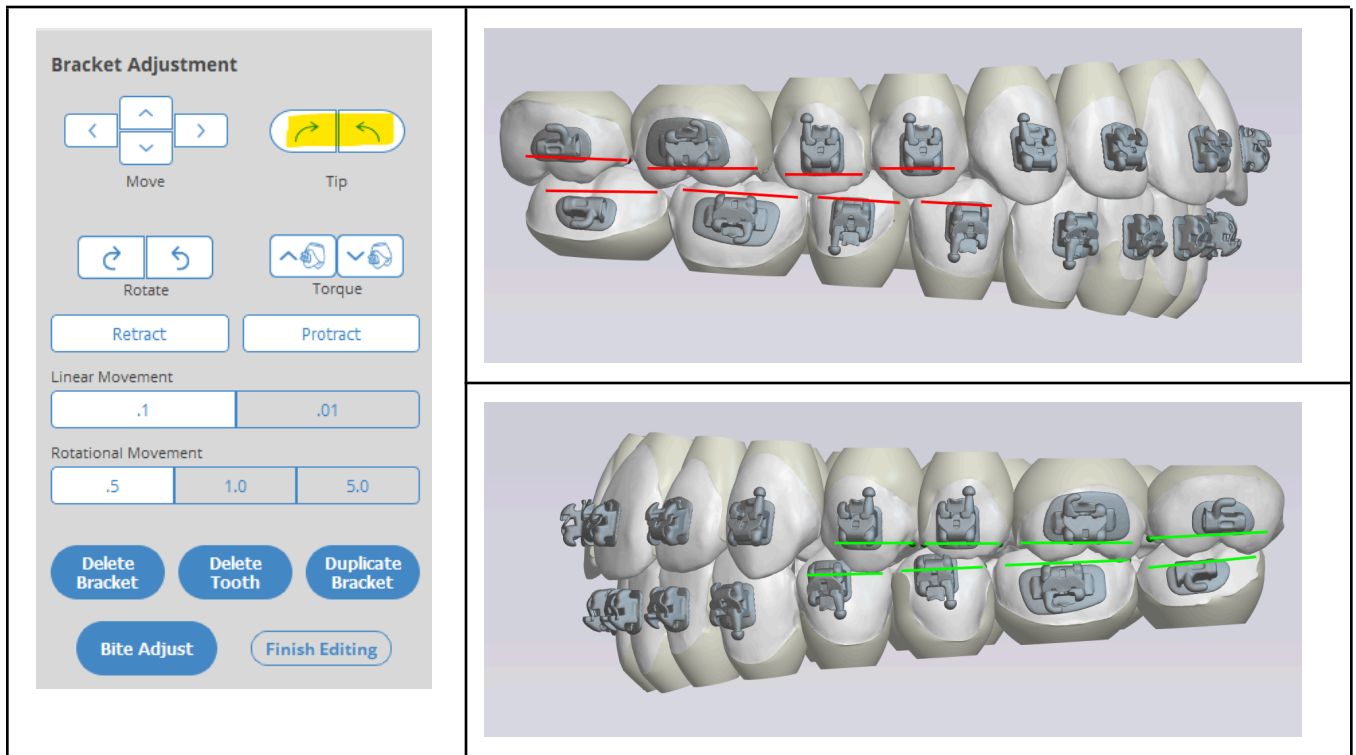 Bracket Adjustment
Move
Tip
Rotate
Torque
Retract
Protract
Linear Movement
.1
.01
Rotational Movement
.5
1.0
5.0
Delete
Bracket
Delete
Tooth
Duplicate
Bracket
Bite Adjust
Finish Editing